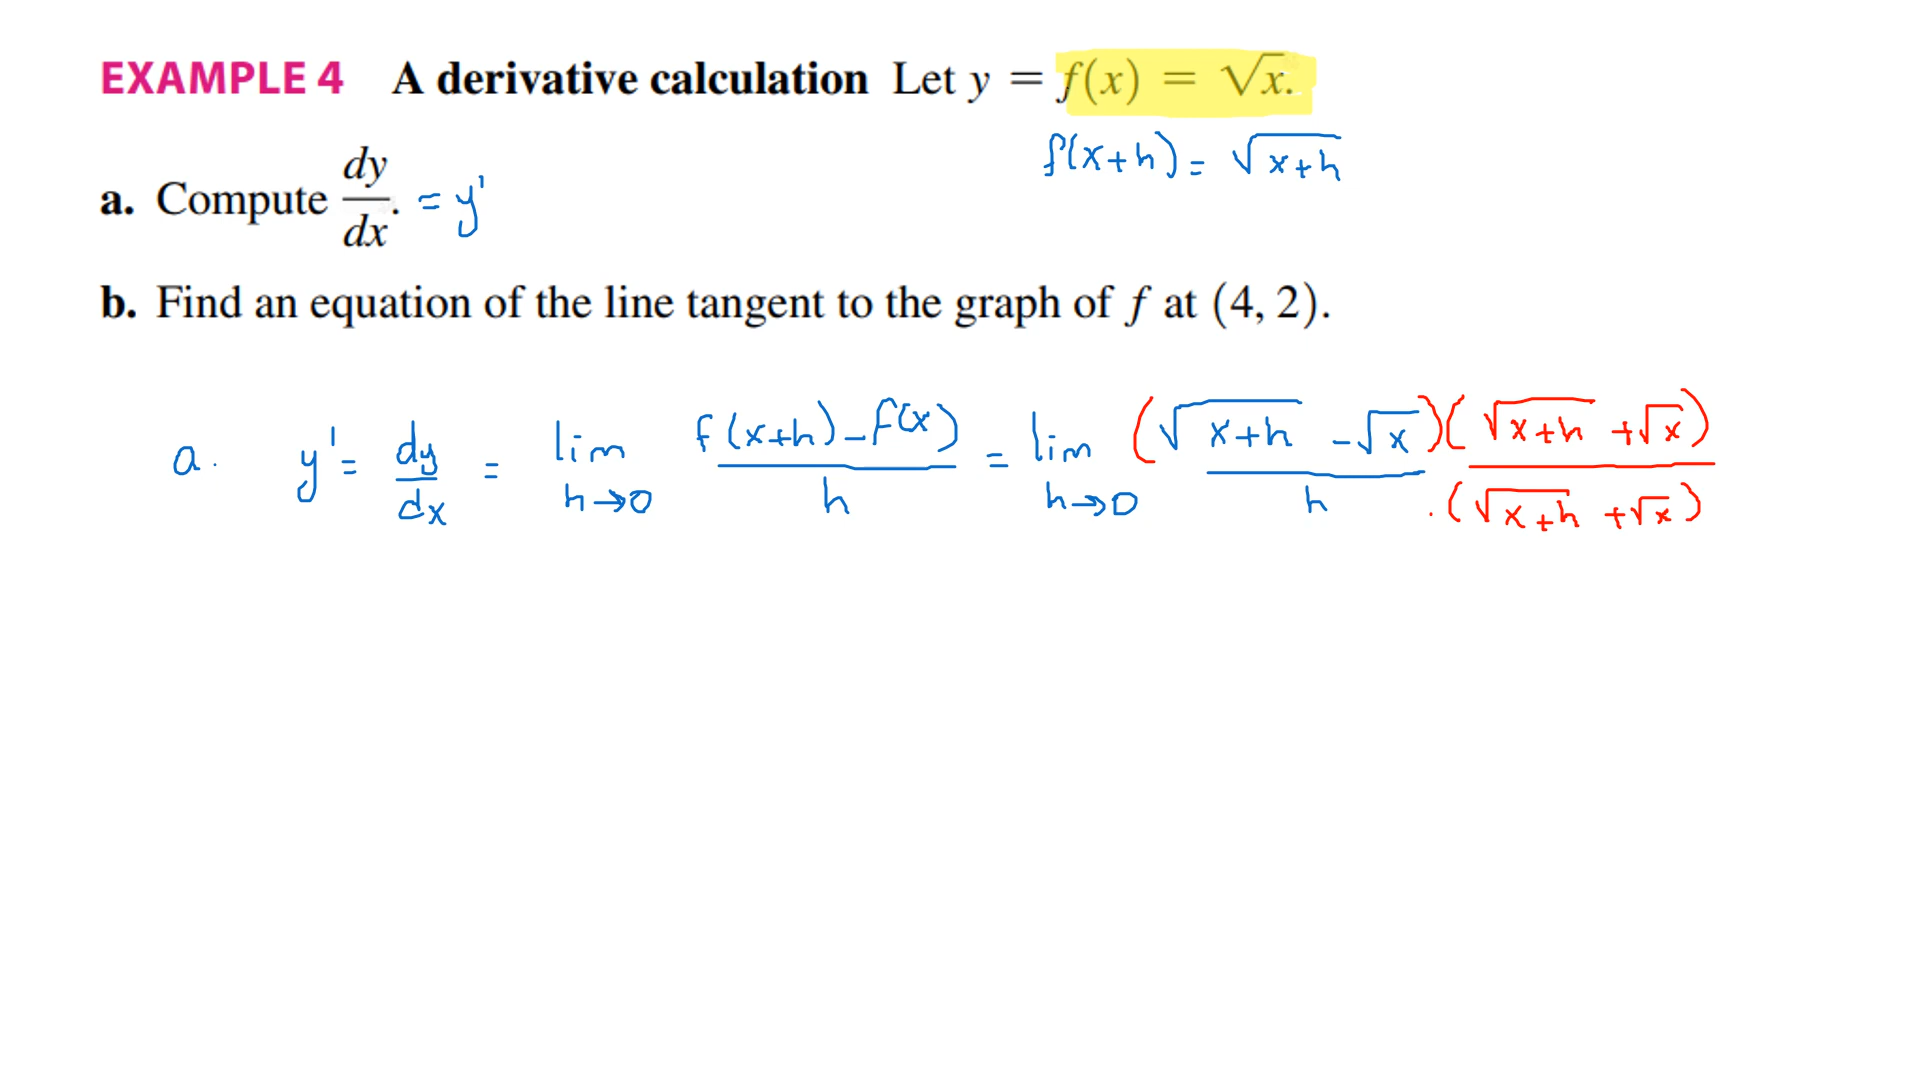 EXAMPLE 4 A derivative calculation Let y = f(x) = √x.
f(x+h) = √x+h
a. Compute dy/dx. = y'
b. Find an equation of the line tangent to the graph of f at (4, 2).
a. y' = dy/dx = lim h→0 f(x+h) - f(x) / h = lim h→0 (√x+h - √x)(√x+h + √x) / h · (√x+h + √x)